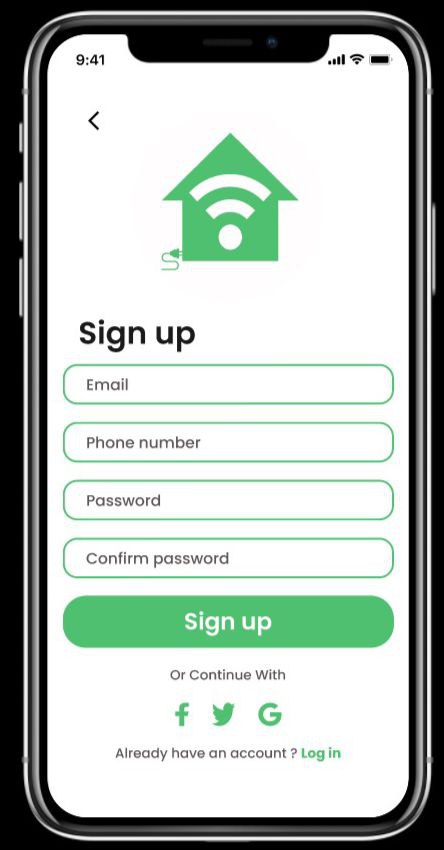 9:41
Sign up
Email
Phone number
Password
Confirm password
Sign up
Or Continue With
Already have an account ? Log in